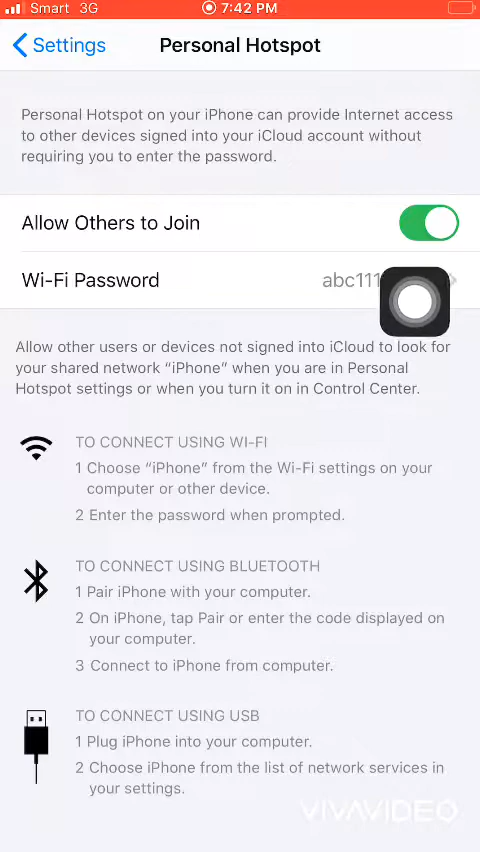 Smart 3G 7:42 PM
Settings Personal Hotspot
Personal Hotspot on your iPhone can provide Internet access
to other devices signed into your iCloud account without
requiring you to enter the password.
Allow Others to Join
Wi-Fi Password abc111
Allow other users or devices not signed into iCloud to look for
your shared network “iPhone” when you are in Personal
Hotspot settings or when you turn it on in Control Center.
TO CONNECT USING WI-FI
1 Choose “iPhone” from the Wi-Fi settings on your
computer or other device.
2 Enter the password when prompted.
TO CONNECT USING BLUETOOTH
1 Pair iPhone with your computer.
2 On iPhone, tap Pair or enter the code displayed on
your computer.
3 Connect to iPhone from computer.
TO CONNECT USING USB
1 Plug iPhone into your computer.
2 Choose iPhone from the list of network services in
your settings.
VIVAVIDEO